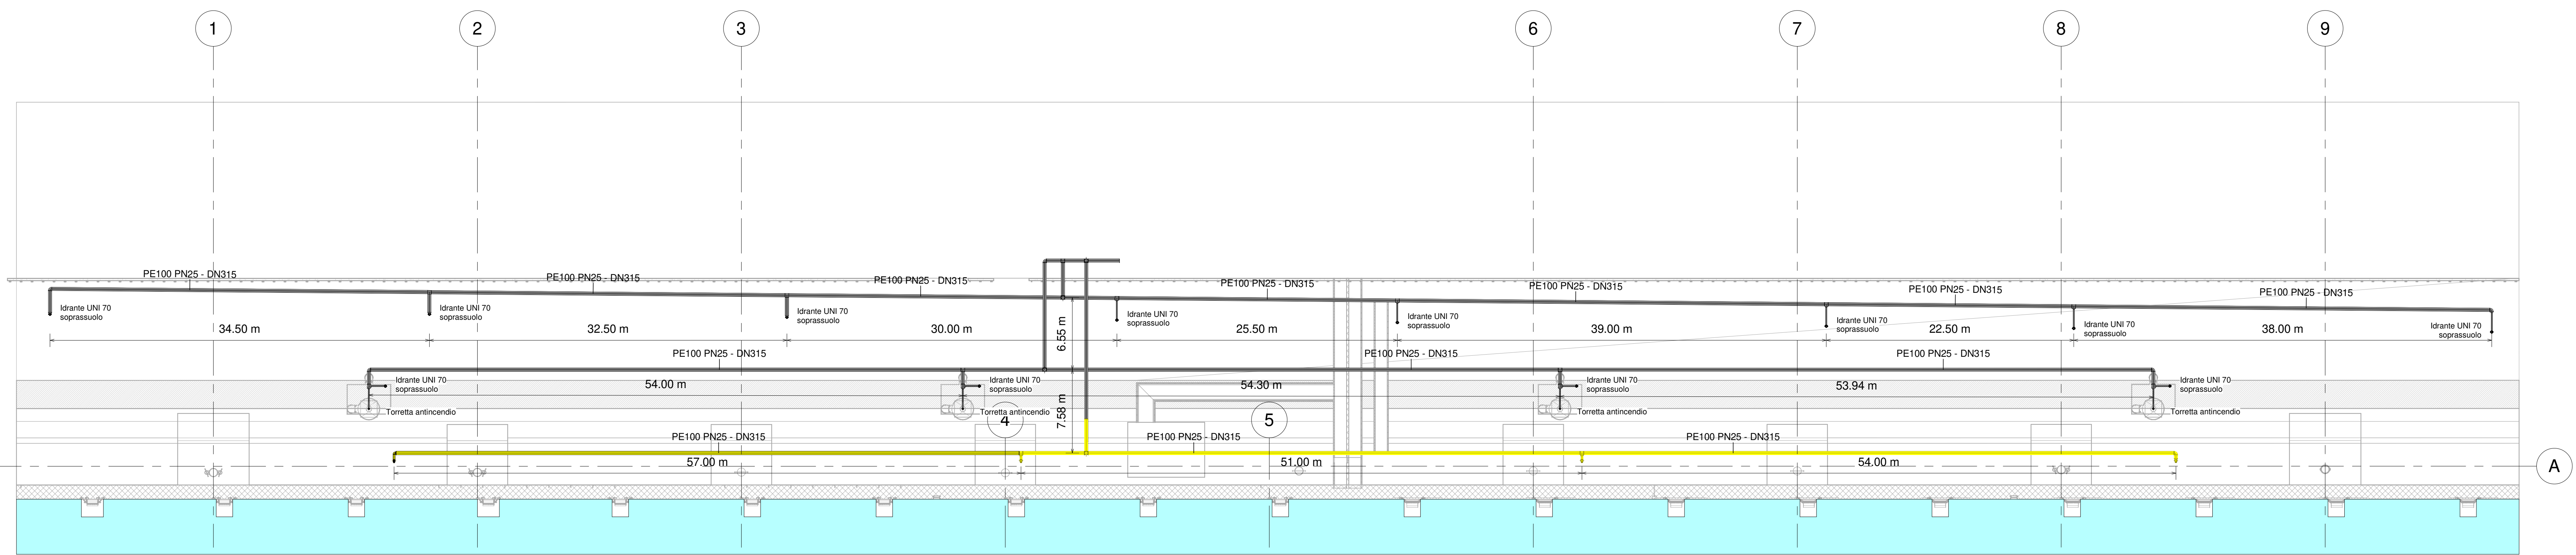 1
2
3
6
7
8
9
PE100 PN25 - DN315
PE100 PN25 - DN315
PE100 PN25 - DN315
PE100 PN25 - DN315
PE100 PN25 - DN315
PE100 PN25 - DN315
PE100 PN25 - DN315
Idrante UNI 70
soprassuolo
Idrante UNI 70
soprassuolo
Idrante UNI 70
soprassuolo
Idrante UNI 70
soprassuolo
Idrante UNI 70
soprassuolo
Idrante UNI 70
soprassuolo
Idrante UNI 70
soprassuolo
Idrante UNI 70
soprassuolo
34.50 m
32.50 m
30.00 m
6.55 m
25.50 m
39.00 m
22.50 m
38.00 m
PE100 PN25 - DN315
PE100 PN25 - DN315
PE100 PN25 - DN315
Idrante UNI 70
soprassuolo
54.00 m
Idrante UNI 70
soprassuolo
54.30 m
Idrante UNI 70
soprassuolo
53.94 m
Idrante UNI 70
soprassuolo
Torretta antincendio
Torretta antincendio
Torretta antincendio
Torretta antincendio
4
7.58 m
5
PE100 PN25 - DN315
PE100 PN25 - DN315
PE100 PN25 - DN315
57.00 m
51.00 m
54.00 m
A